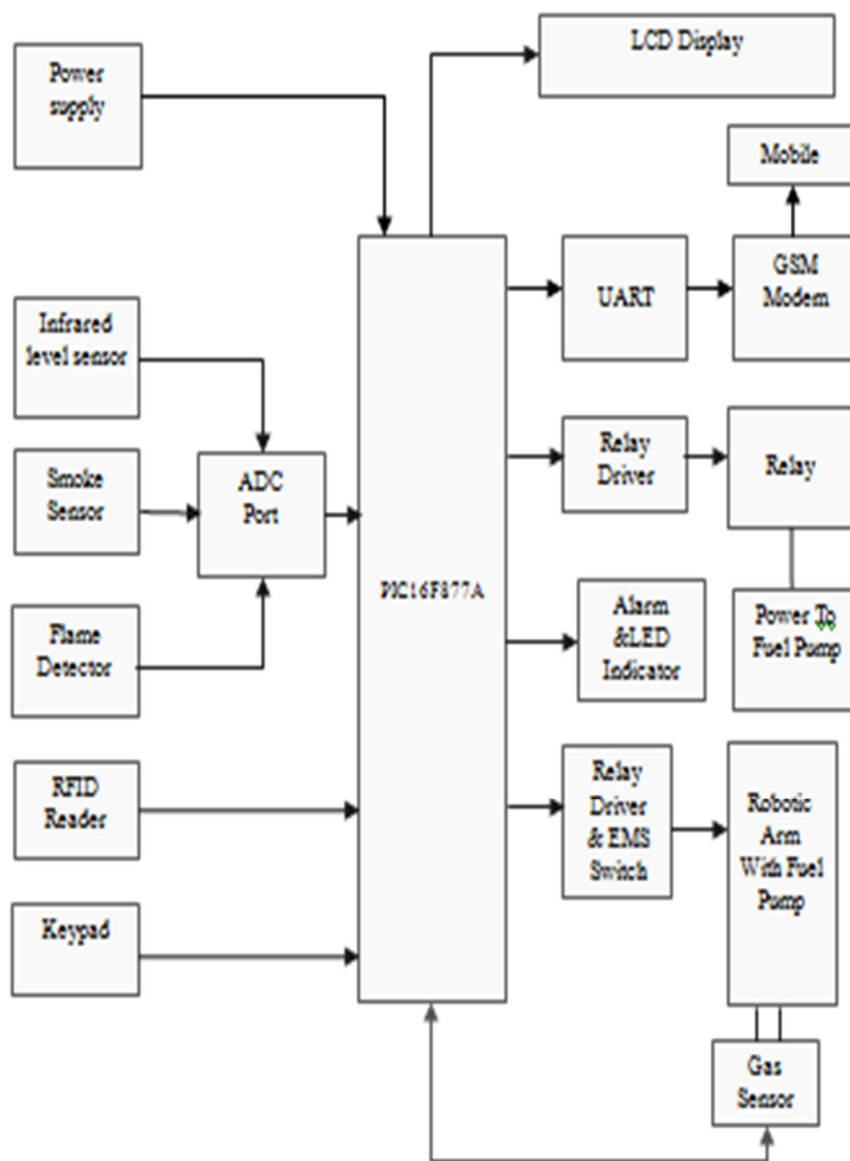 LCD Display
Power
supply
Mobile
GSM
Modem
UART
Infrared
level sensor
Relay
Driver
Relay
Smoke
Sensor
ADC
Port
PIC16F877A
Alarm
&LED
Indicator
Power To
Fuel Pump
Flame
Detector
RFID
Reader
Relay
Driver
& EMS
Switch
Robotic
Arm
With Fuel
Pump
Keypad
Gas
Sensor